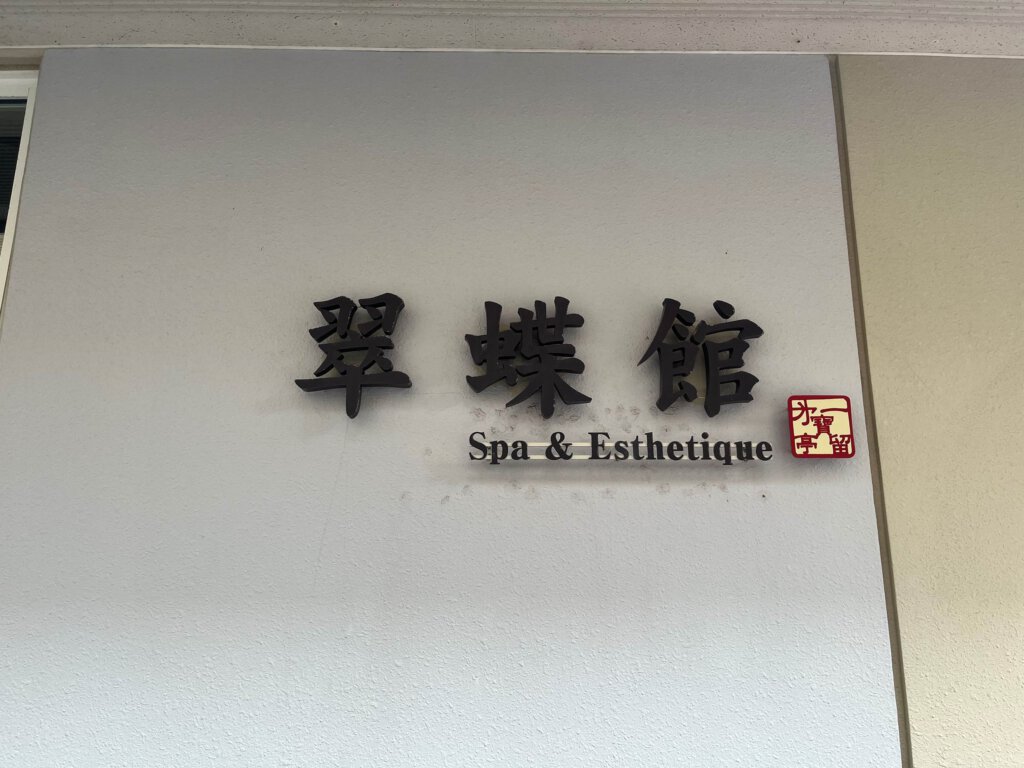 翠蝶館
Spa & Esthetique